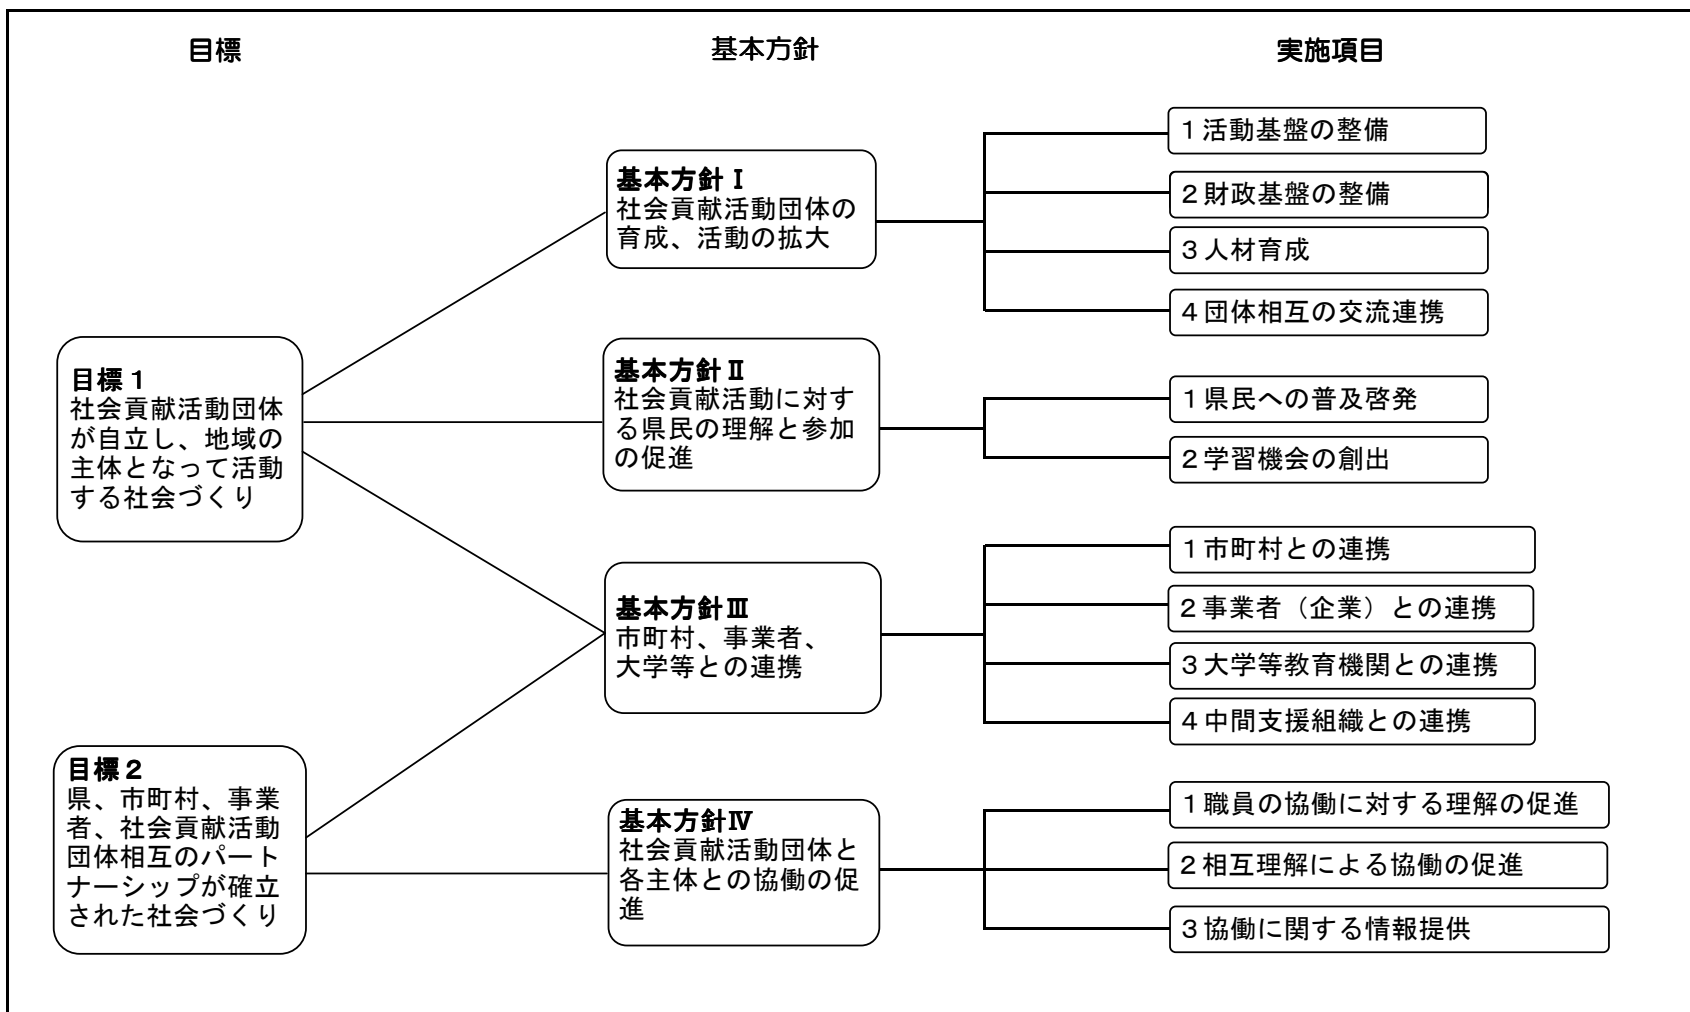 目標
基本方針
実施項目
目標１
社会貢献活動団体
が自立し、地域の
主体となって活動
する社会づくり
目標２
県、市町村、事業
者、社会貢献活動
団体相互のパート
ナーシップが確立
された社会づくり
基本方針Ⅰ
社会貢献活動団体の
育成、活動の拡大
基本方針Ⅱ
社会貢献活動に対す
る県民の理解と参加
の促進
基本方針Ⅲ
市町村、事業者、
大学等との連携
基本方針Ⅳ
社会貢献活動団体と
各主体との協働の促
進
１活動基盤の整備
２財政基盤の整備
３人材育成
４団体相互の交流連携
１県民への普及啓発
２学習機会の創出
１市町村との連携
２事業者（企業）との連携
３大学等教育機関との連携
４中間支援組織との連携
１職員の協働に対する理解の促進
２相互理解による協働の促進
３協働に関する情報提供